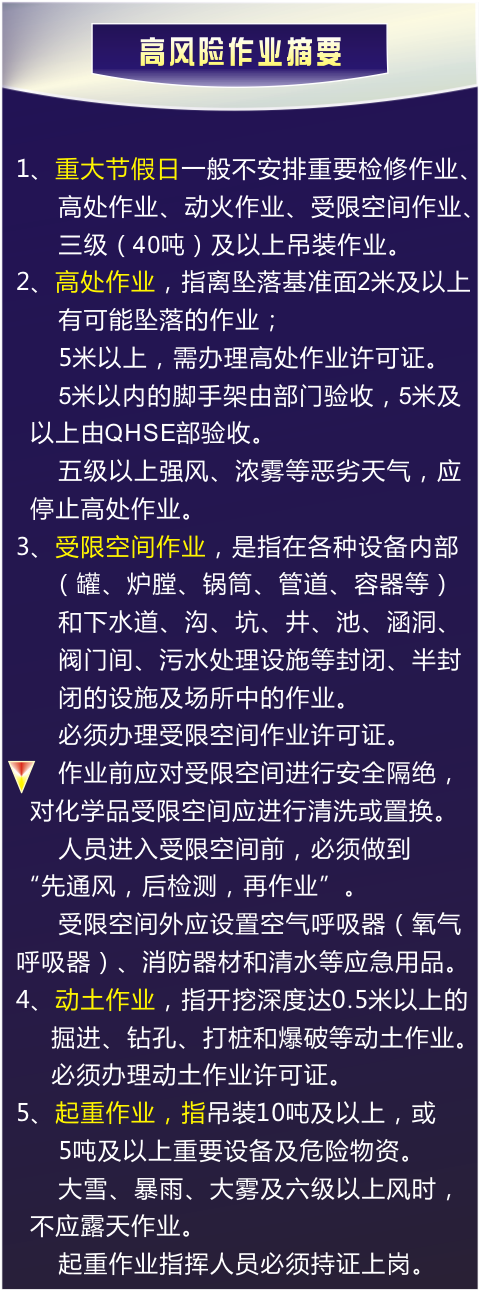 高风险作业摘要
1、重大节假日一般不安排重要检修作业、
高处作业、动火作业、受限空间作业、
三级（40吨）及以上吊装作业。
2、高处作业，指离坠落基准面2米及以上
有可能坠落的作业；
5米以上，需办理高处作业许可证。
5米以内的脚手架由部门验收，5米及
以上由QHSE部验收。
五级以上强风、浓雾等恶劣天气，应
停止高处作业。
3、受限空间作业，是指在各种设备内部
（罐、炉膛、锅筒、管道、容器等）
和下水道、沟、坑、井、池、涵洞、
阀门间、污水处理设施等封闭、半封
闭的设施及场所中的作业。
必须办理受限空间作业许可证。
作业前应对受限空间进行安全隔绝，
对化学品受限空间应进行清洗或置换。
人员进入受限空间前，必须做到
“先通风，后检测，再作业”。
受限空间外应设置空气呼吸器（氧气
呼吸器）、消防器材和清水等应急用品。
4、动土作业，指开挖深度达0.5米以上的
掘进、钻孔、打桩和爆破等动土作业。
必须办理动土作业许可证。
5、起重作业，指吊装10吨及以上，或
5吨及以上重要设备及危险物资。
大雪、暴雨、大雾及六级以上风时，
不应露天作业。
起重作业指挥人员必须持证上岗。